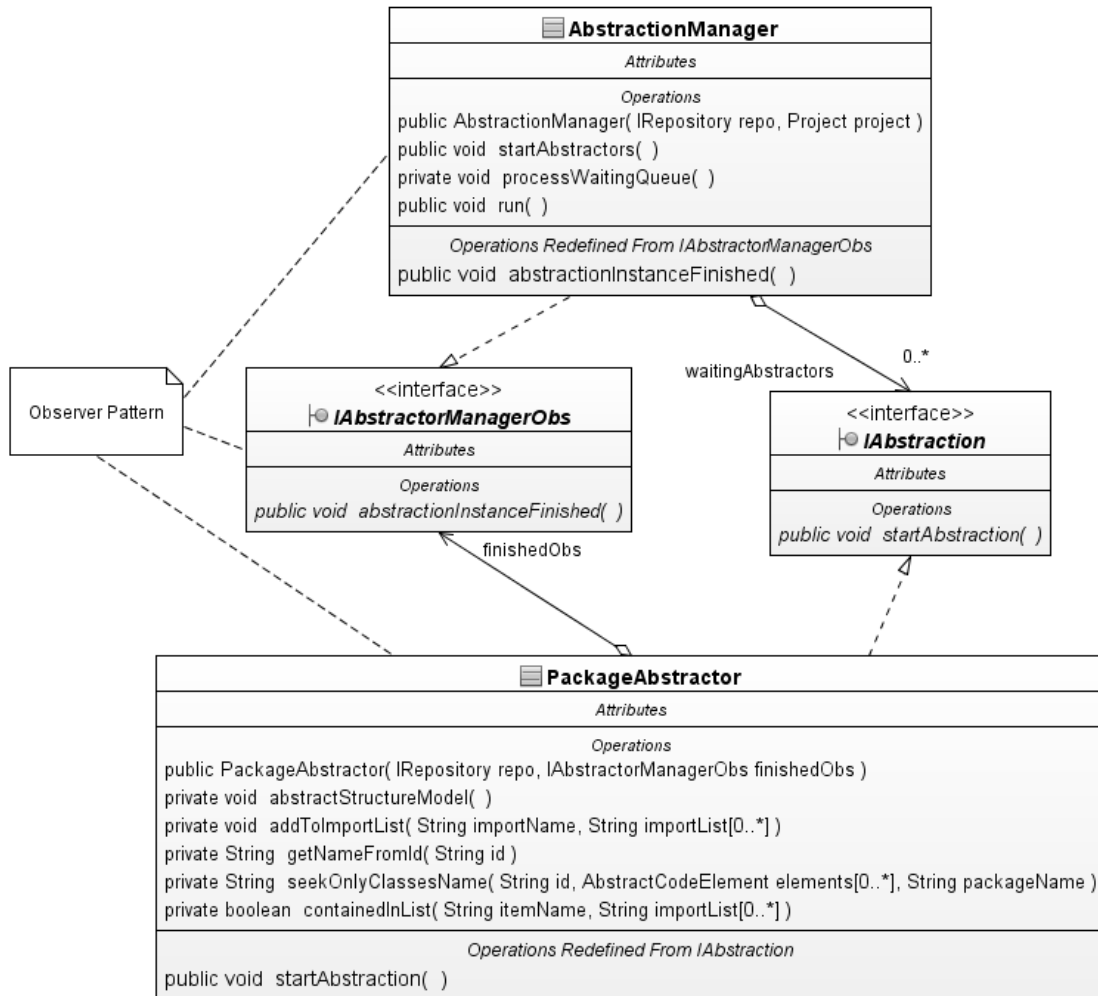 AbstractionManager
Attributes
Operations
public AbstractionManager( IRepository repo, Project project )
public void startAbstractors( )
private void processWaitingQueue( )
public void run( )
Operations Redefined From IAbstractorManagerObs
public void abstractionInstanceFinished( )
0..*
waitingAbstractors
Observer Pattern
<<interface>>
IAbstractorManagerObs
Attributes
Operations
public void abstractionInstanceFinished( )
<<interface>>
IAbstraction
Attributes
Operations
public void startAbstraction( )
finishedObs
PackageAbstractor
Attributes
Operations
public PackageAbstractor( IRepository repo, IAbstractorManagerObs finishedObs )
private void abstractStructureModel( )
private void addToImportList( String importName, String importList[0..*] )
private String getNameFromId( String id )
private String seekOnlyClassesName( String id, AbstractCodeElement elements[0..*], String packageName )
private boolean containedInList( String itemName, String importList[0..*] )
Operations Redefined From IAbstraction
public void startAbstraction( )